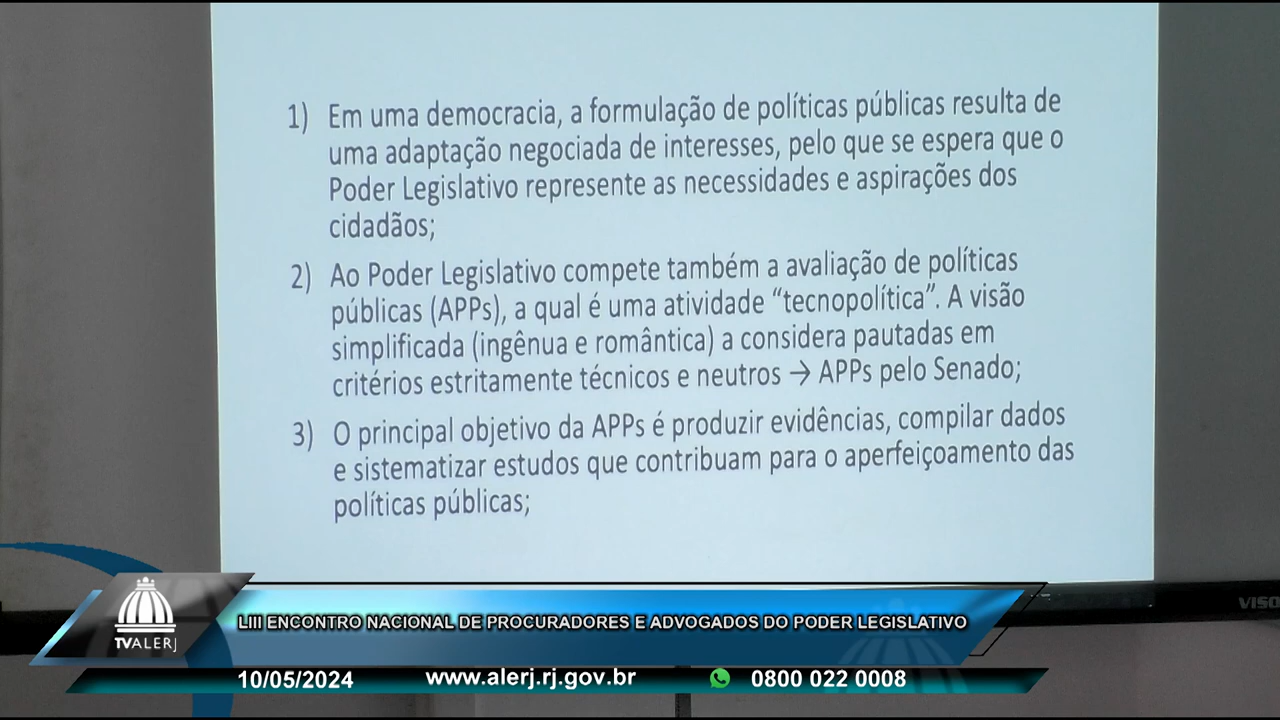 1) Em uma democracia, a formulação de políticas públicas resulta de
uma adaptação negociada de interesses, pelo que se espera que o
Poder Legislativo represente as necessidades e aspirações dos
cidadãos;
2) Ao Poder Legislativo compete também a avaliação de políticas
públicas (APPs), a qual é uma atividade “tecnopolítica”. A visão
simplificada (ingênua e romântica) a considera pautadas em
critérios estritamente técnicos e neutros → APPs pelo Senado;
3) O principal objetivo da APPs é produzir evidências, compilar dados
e sistematizar estudos que contribuam para o aperfeiçoamento das
políticas públicas;
VISO
LIII ENCONTRO NACIONAL DE PROCURADORES E ADVOGADOS DO PODER LEGISLATIVO
TVALERJ
10/05/2024 www.alerj.rj.gov.br 0800 022 0008